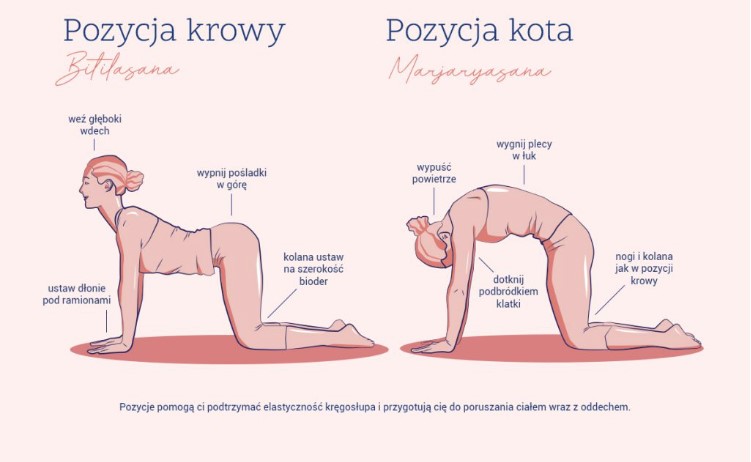 Pozycja krowy
Bitilasana
weź głęboki
wdech
wypnij pośladki
w górę
kolana ustaw
na szerokość
bioder
ustaw dłonie
pod ramionami
Pozycja kota
Marjaryasana
wygnij plecy
w łuk
wypuść
powietrze
dotknij
podbródkiem
klatki
nogi i kolana
jak w pozycji
krowy
Pozycje pomogą ci podtrzymać elastyczność kręgosłupa i przygotują cię do poruszania ciałem wraz z oddechem.